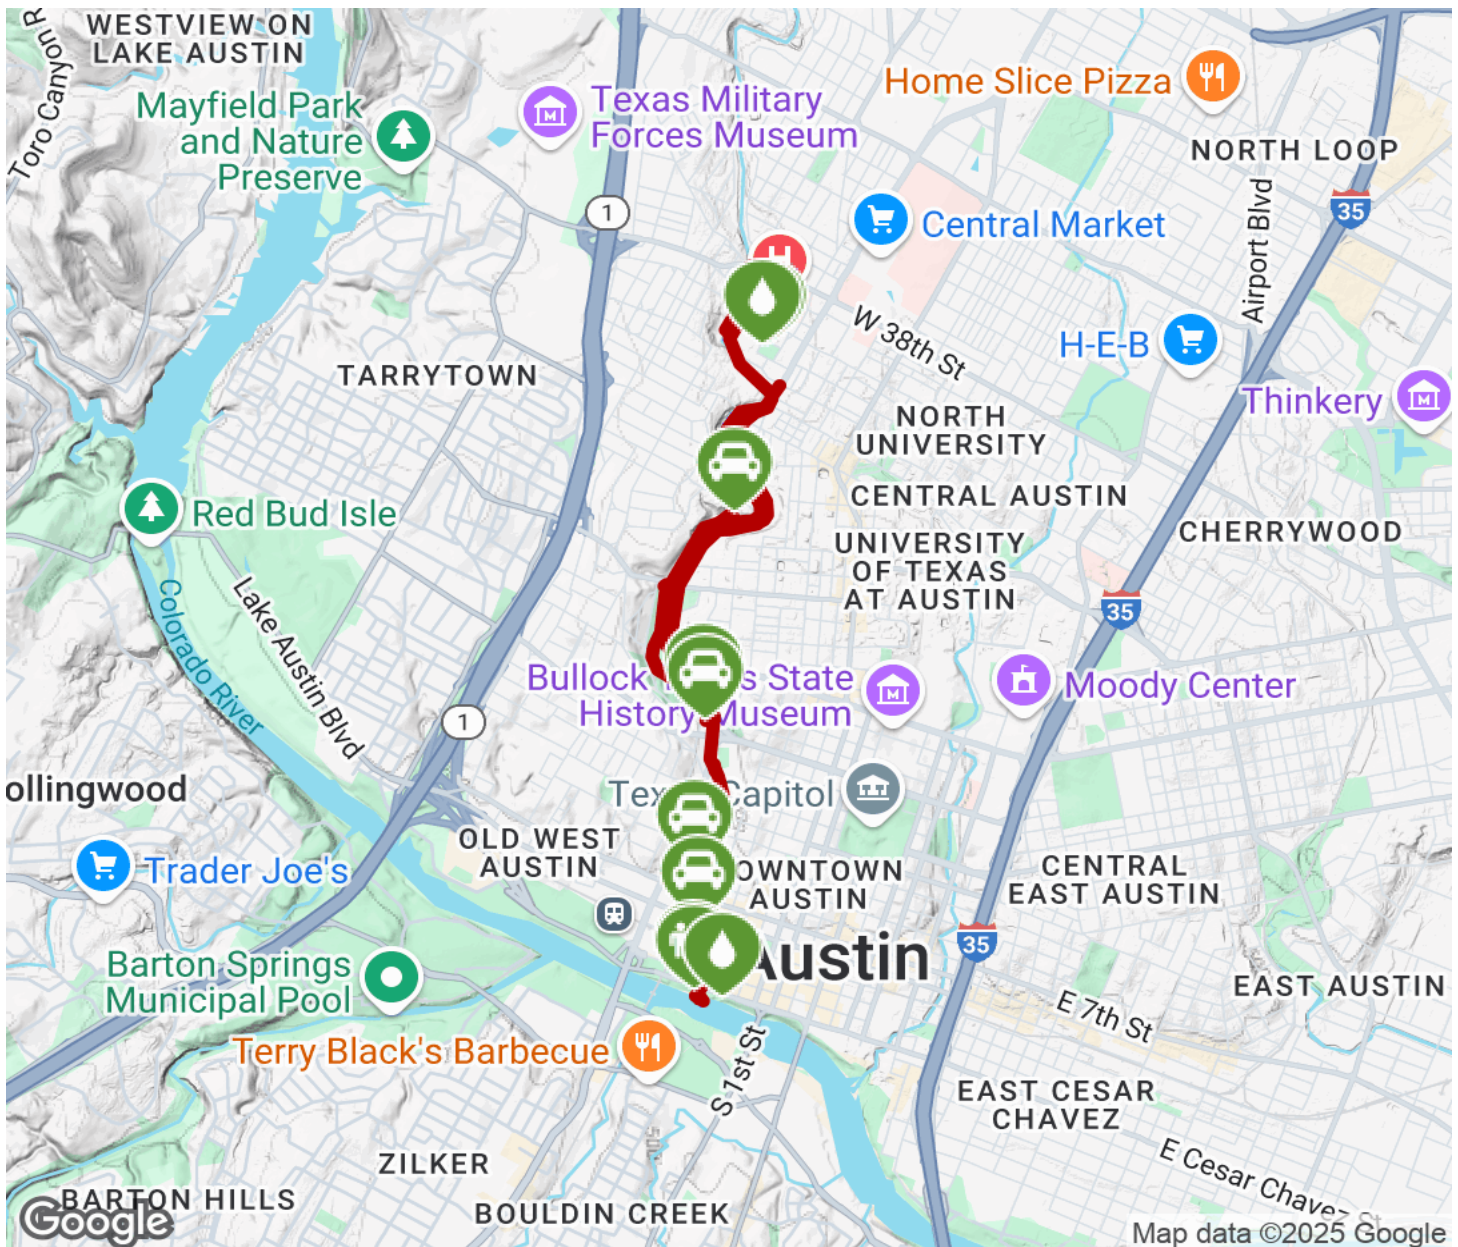 WESTVIEW ON
LAKE AUSTIN
Toro Canyon R
Mayfield Park
and Nature
Preserve
Texas Military
Forces Museum
Home Slice Pizza
NORTH LOOP
1
35
Central Market
Airport Blvd
H
W 38th St
H-E-B
TARRYTOWN
Thinkery
NORTH
UNIVERSITY
CENTRAL AUSTIN
Red Bud Isle
CHERRYWOOD
UNIVERSITY
OF TEXAS
AT AUSTIN
35
Colorado River
Lake Austin Blvd
Bullock T s State
History Museum
Moody Center
1
ollingwood
Tex Capitol
OLD WEST
AUSTIN
Trader Joe's
OWNTOWN
AUSTIN
CENTRAL
EAST AUSTIN
Austin
35
Barton Springs
Municipal Pool
EAST AUSTIN
E 7th St
Terry Black's Barbecue
S 1st St
EAST CESAR
CHAVEZ
ZILKER
E Cesar Chavez St
BARTON HILLS
BOULDIN CREEK
Google
Map data ©2025 Google